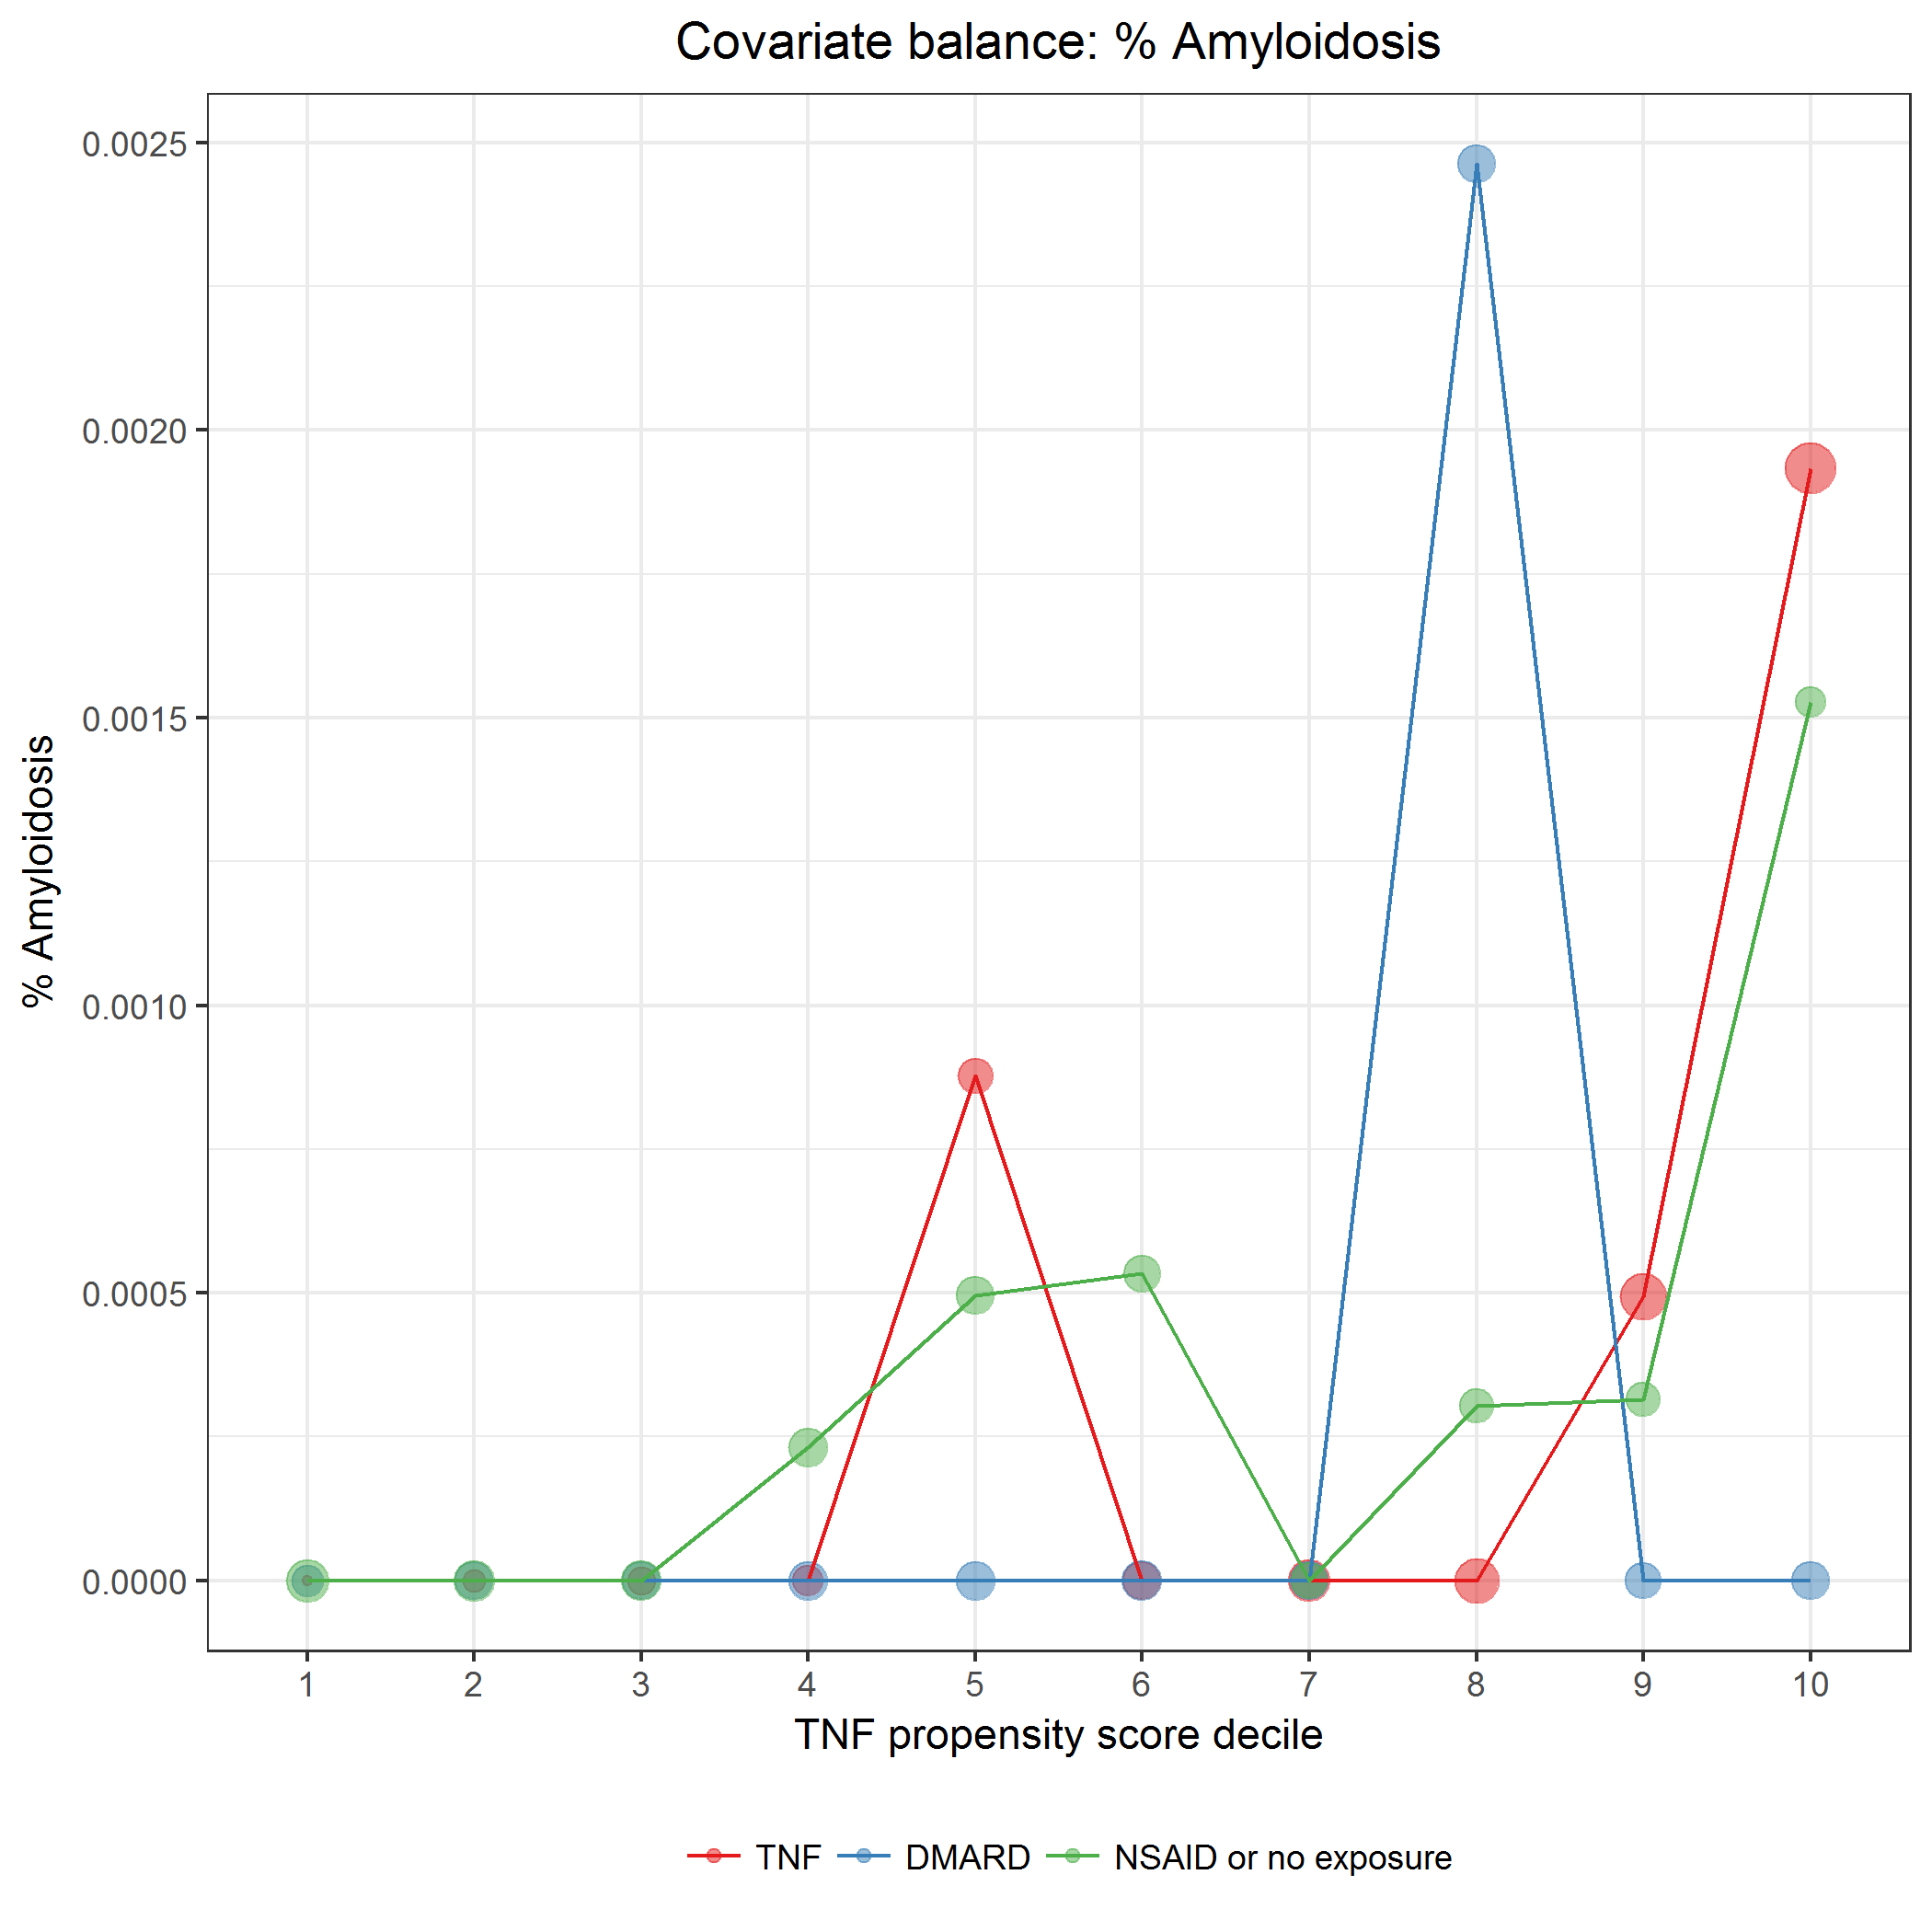 Covariate balance: % Amyloidosis
0.0025
0.0020
0.0015
0.0010
0.0005
0.0000
% Amyloidosis
1 2 3 4 5 6 7 8 9 10
TNF propensity score decile
TNF DMARD NSAID or no exposure